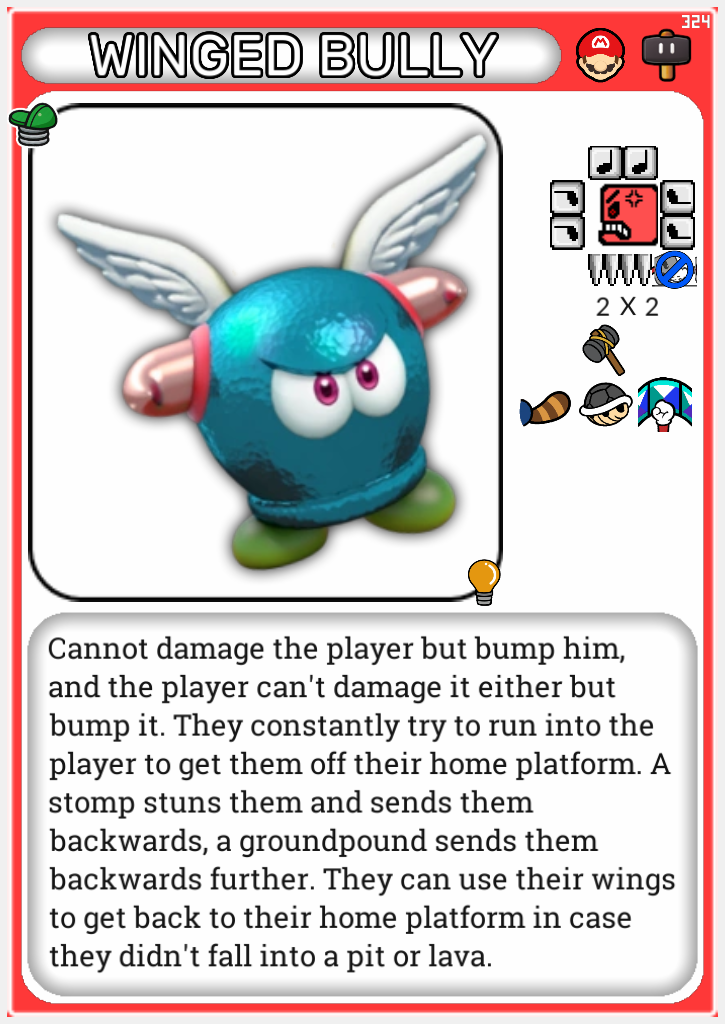 324
WINGED BULLY
2 X 2
Cannot damage the player but bump him,
and the player can't damage it either but
bump it. They constantly try to run into the
player to get them off their home platform. A
stomp stuns them and sends them
backwards, a groundpound sends them
backwards further. They can use their wings
to get back to their home platform in case
they didn't fall into a pit or lava.